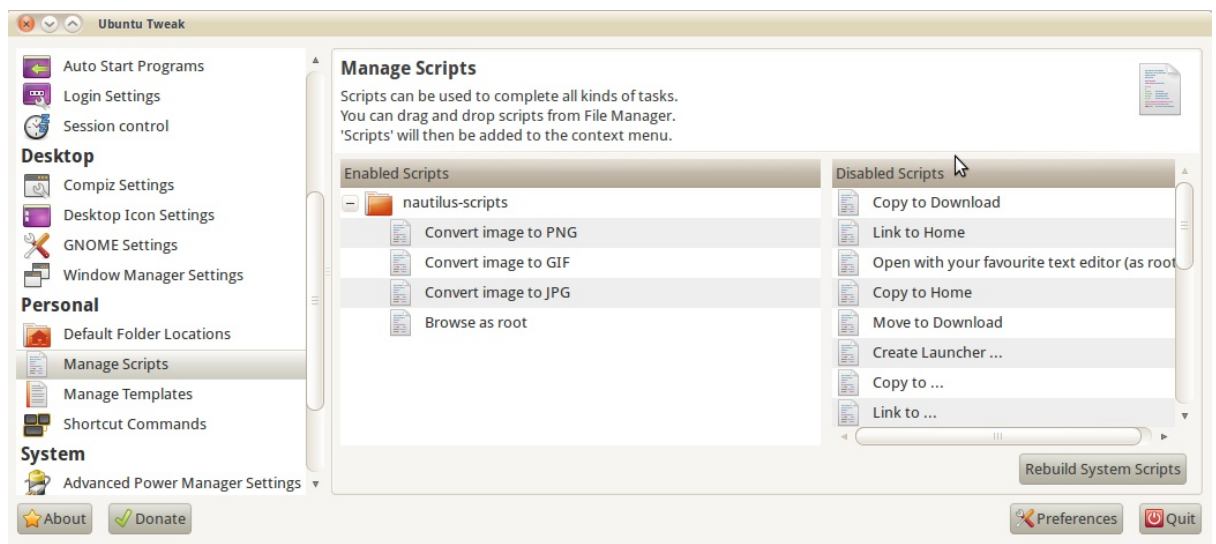 Ubuntu Tweak
Auto Start Programs
Login Settings
Session control
Desktop
Compiz Settings
Desktop Icon Settings
GNOME Settings
Window Manager Settings
Personal
Default Folder Locations
Manage Scripts
Manage Templates
Shortcut Commands
System
Advanced Power Manager Settings
Manage Scripts
Scripts can be used to complete all kinds of tasks.
You can drag and drop scripts from File Manager.
'Scripts' will then be added to the context menu.
Enabled Scripts
nautilus-scripts
Convert image to PNG
Convert image to GIF
Convert image to JPG
Browse as root
Disabled Scripts
Copy to Download
Link to Home
Open with your favourite text editor (as root
Copy to Home
Move to Download
Create Launcher ...
Copy to ...
Link to ...
Rebuild System Scripts
About
Donate
Preferences
Quit